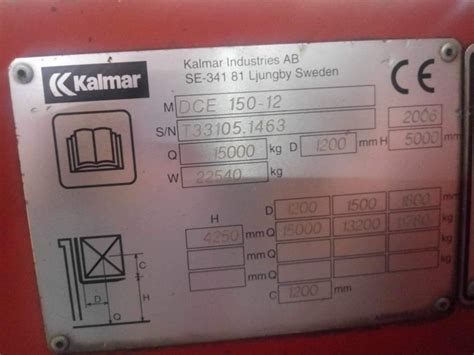 Kalmar
Kalmar Industries AB
SE-341 81 Ljungby Sweden
CE
M DCE 150-12
S/N T33105.1463 2006
Q 15000 kg D 1200 mm H 5000 mm
W 22540 kg
H D 1200 1500 1800 mm
4250 mm Q 15000 13200 11780 kg
mm Q kg
mm Q kg
C 1200 mm
C
D
H
Q